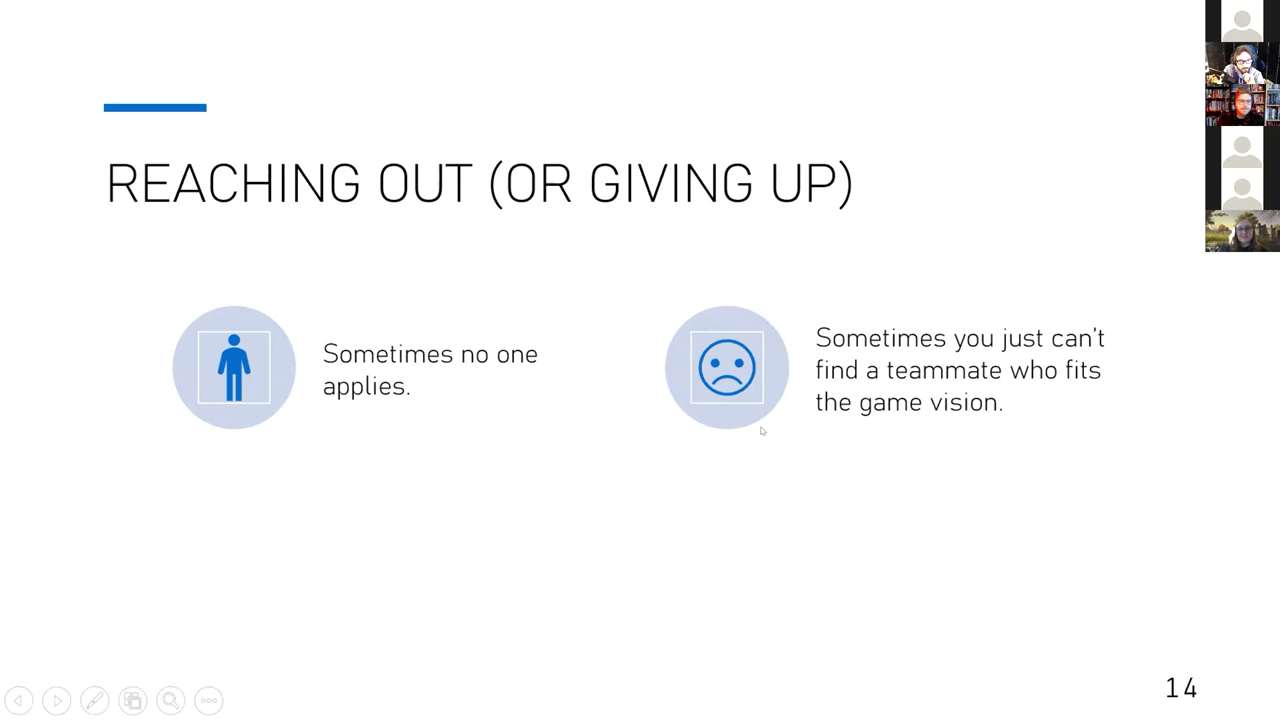 REACHING OUT (OR GIVING UP)
Sometimes no one
applies.
Sometimes you just can't
find a teammate who fits
the game vision.
14